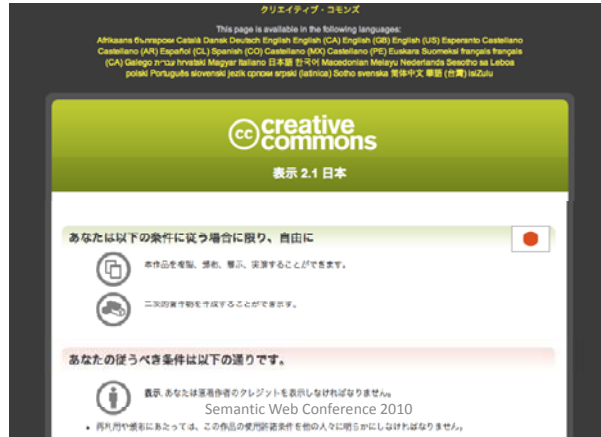 クリエイティブ・コモンズ
This page is available in the following languages:
Afrikaans български Català Dansk Deutsch English English (CA) English (GB) English (US) Esperanto Castellano
Castellano (AR) Español (CL) Spanish (CO) Castellano (MX) Castellano (PE) Euskara Suomeksi français français
(CA) Galego עברית hrvatski Magyar Italiano 日本語 한국어 Macedonian Melayu Nederlands Sesotho sa Leboa
polski Português slovenski jezik српски srpski (latinica) Sotho svenska 简体中文 華語 (台灣) isiZulu
cc creative
commons
表示 2.1 日本
あなたは以下の条件に従う場合に限り、自由に
本作品を複製、頒布、展示、実演することができます。
二次的著作物を作成することができます。
あなたの従うべき条件は以下の通りです。
表示. あなたは原著作者のクレジットを表示しなければなりません。
Semantic Web Conference 2010
• 再利用や頒布にあたっては、この作品の使用許諾条件を他の人々に明らかにしなければなりません。